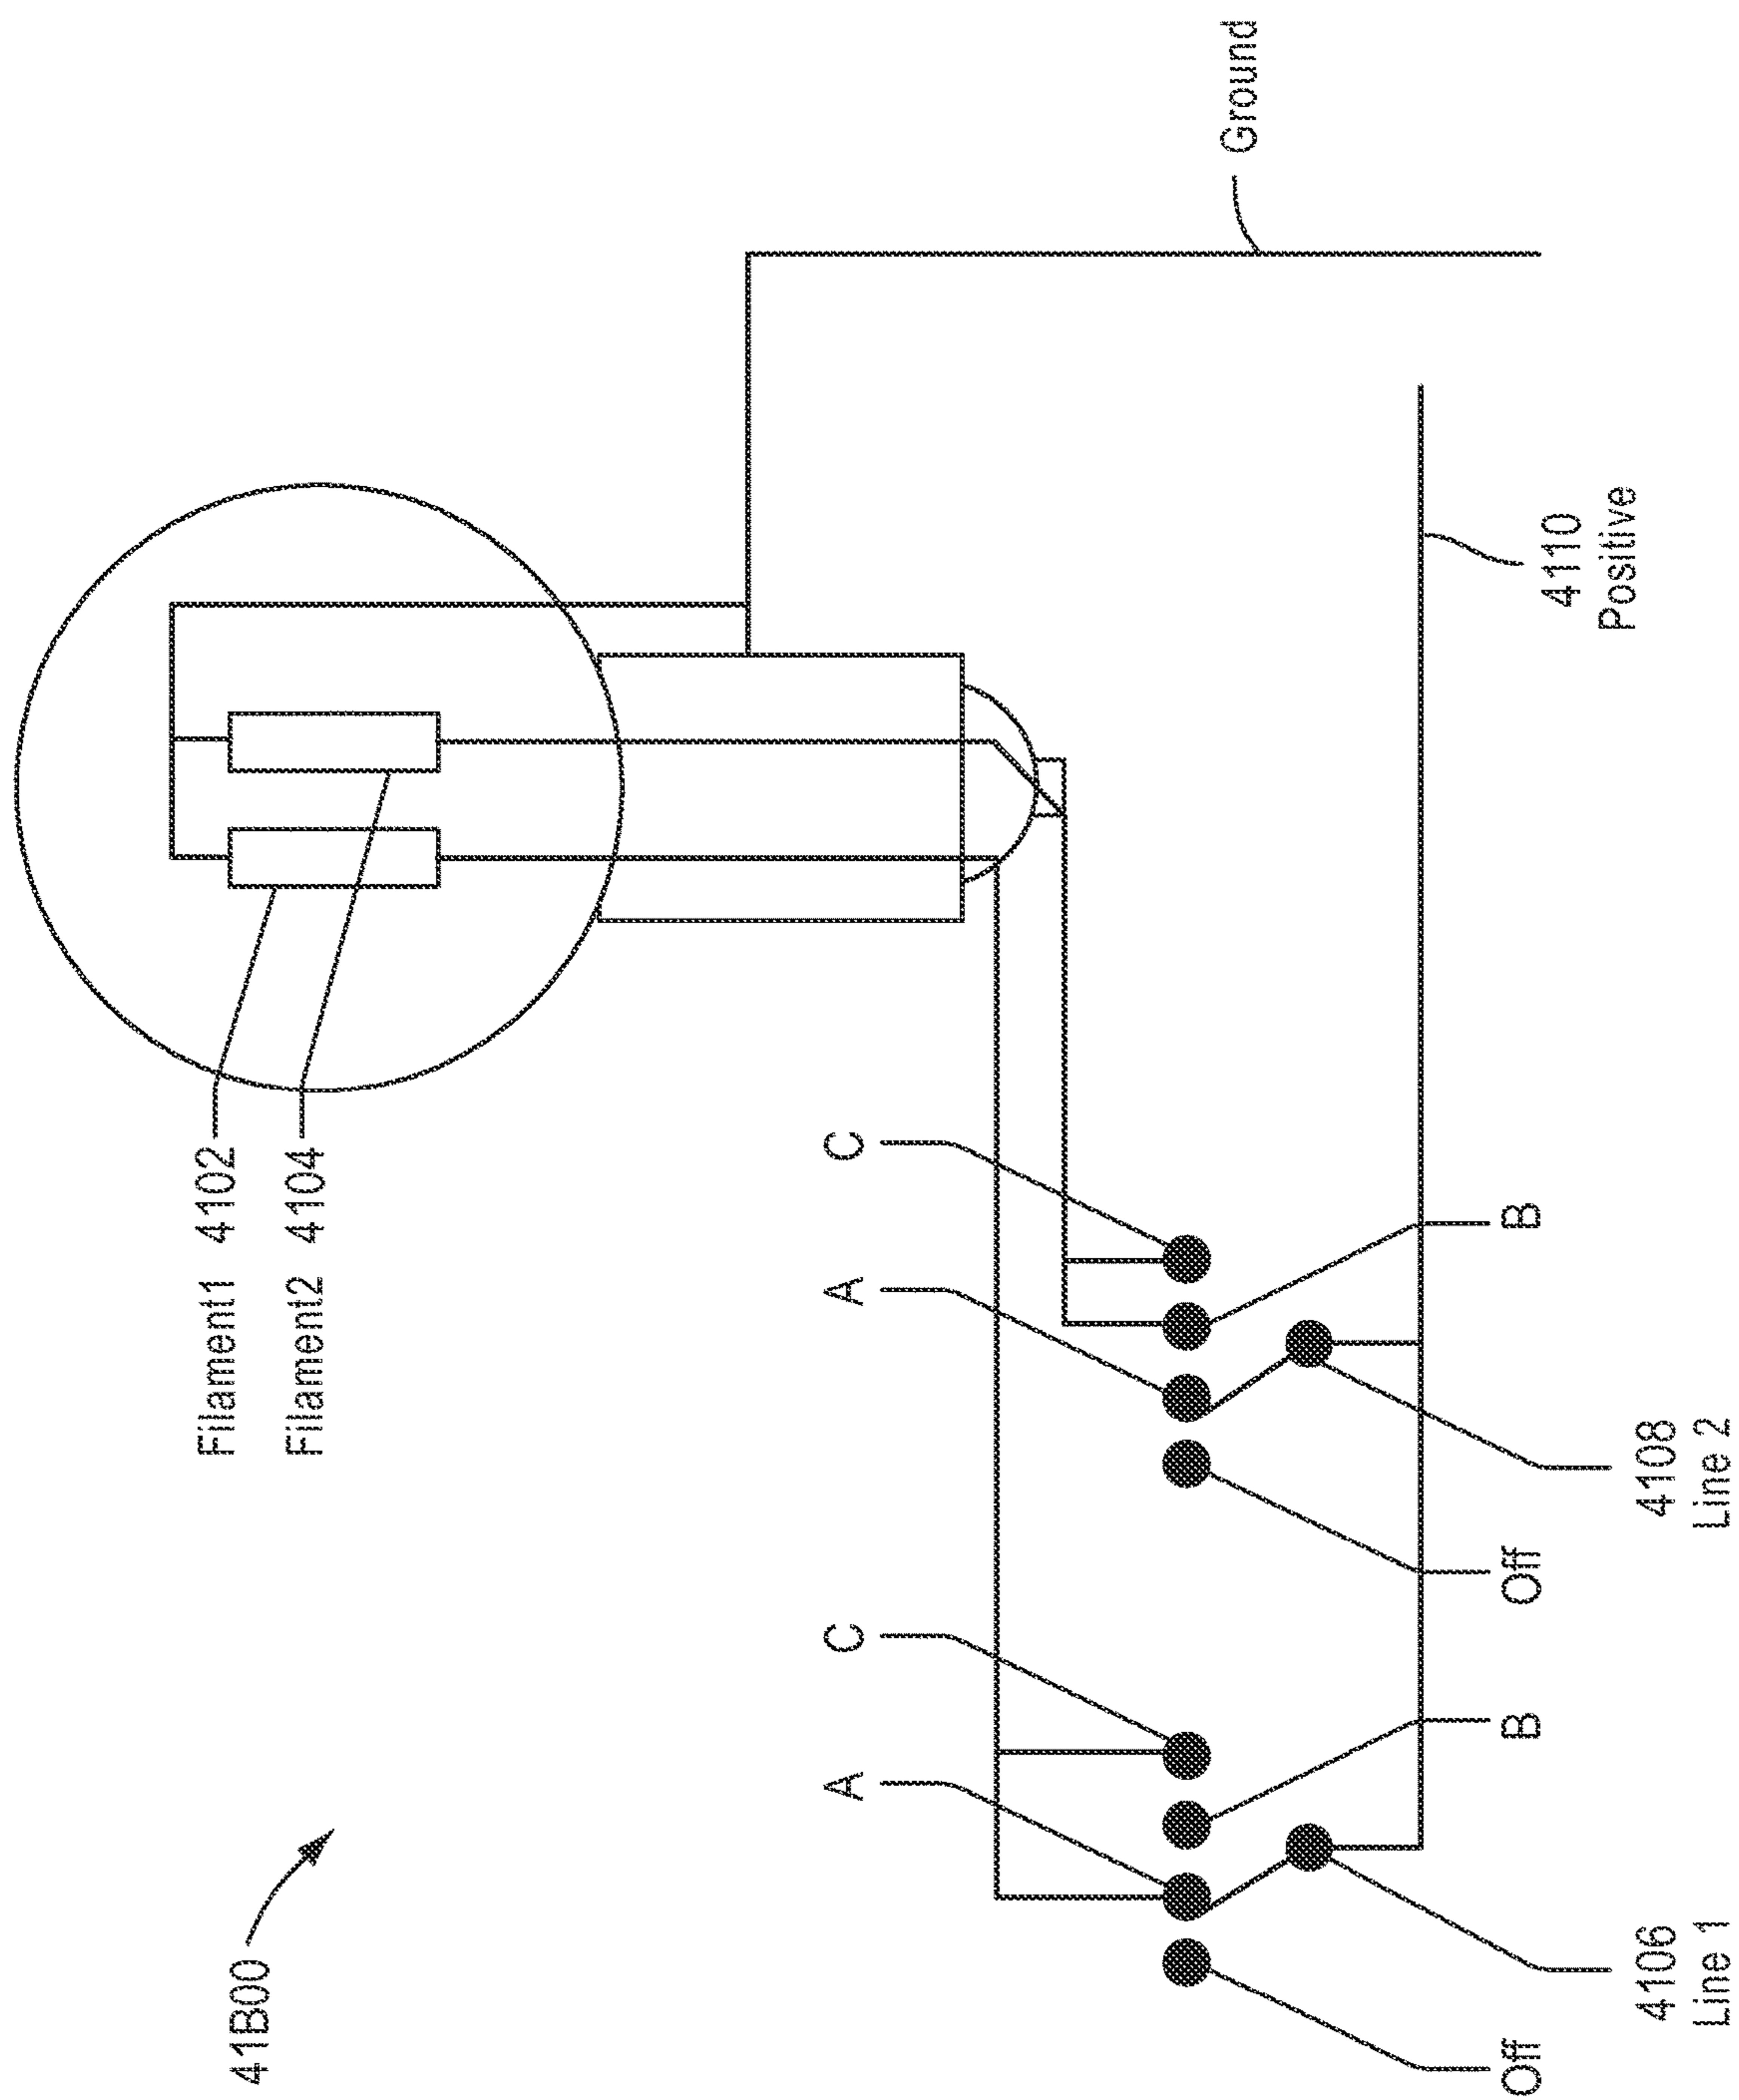 41B00
Filament1 4102
Filament2 4104
Ground
C
A
C
A
B
Off
B
Off
4110
Positive
4108
Line 2
4106
Line 1